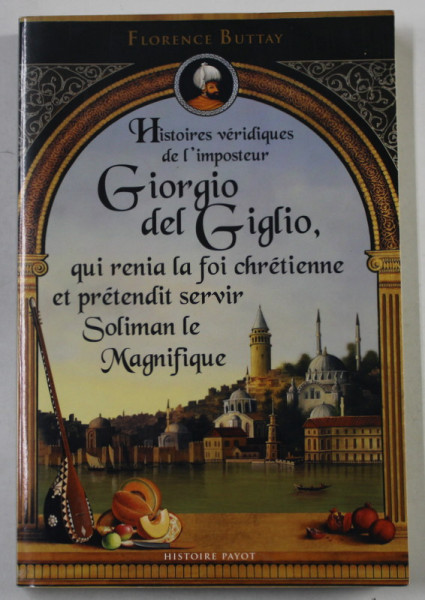 Florence Buttay
Histoires véridiques
de l'imposteur
Giorgio
del Giglio,
qui renia la foi chrétienne
et prétendit servir
Soliman le
Magnifique
HISTOIRE PAYOT